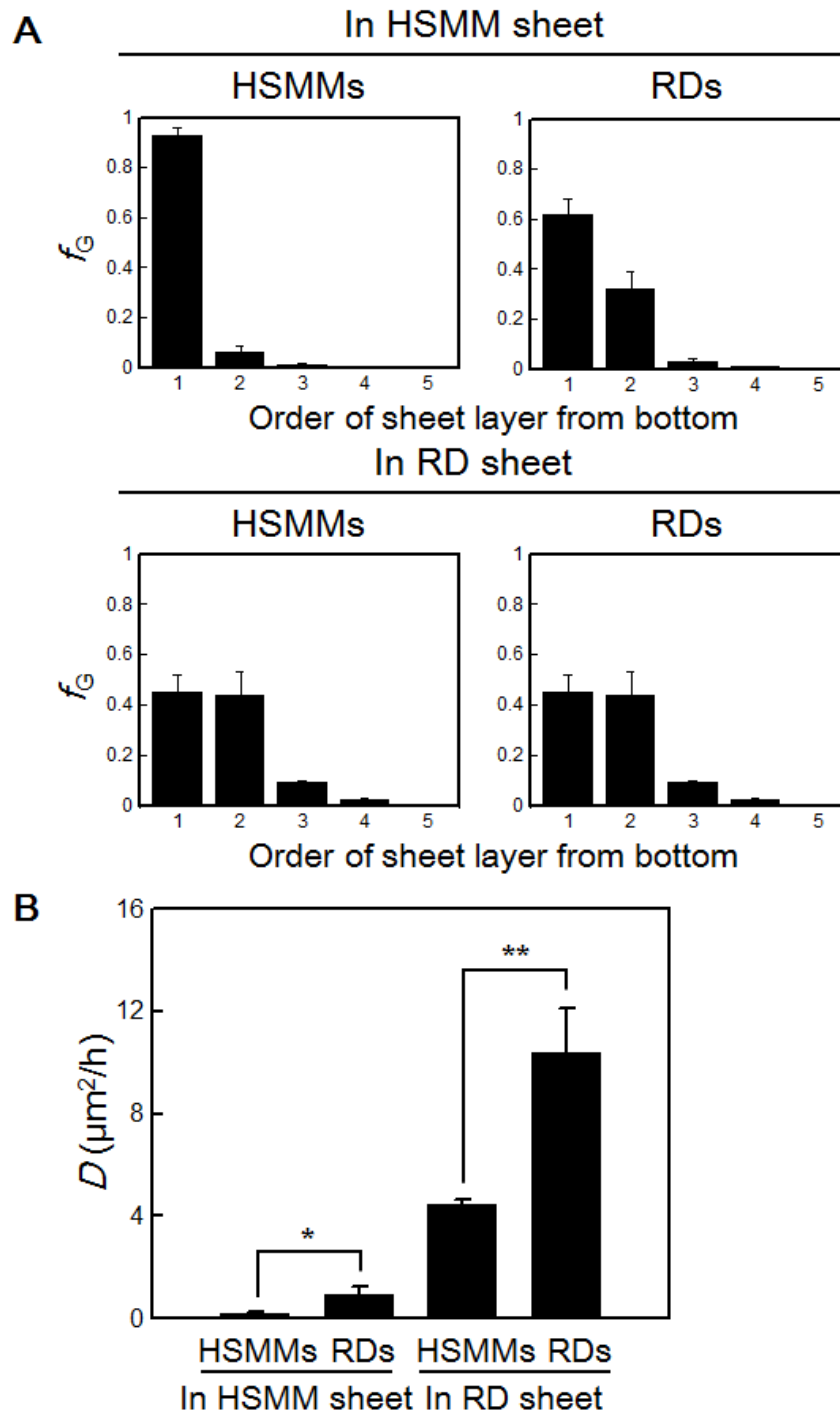 A
In HSMM sheet
HSMMs RDs
1 1
0.8 0.8
0.6 0.6
0.4 0.4
0.2 0.2
0 0
fG
1 2 3 4 5 1 2 3 4 5
Order of sheet layer from bottom
In RD sheet
HSMMs RDs
1 1
0.8 0.8
0.6 0.6
0.4 0.4
0.2 0.2
0 0
fG
1 2 3 4 5 1 2 3 4 5
Order of sheet layer from bottom
B
16
12
8
4
0
D (µm²/h)
*
**
HSMMs RDs HSMMs RDs
In HSMM sheet In RD sheet